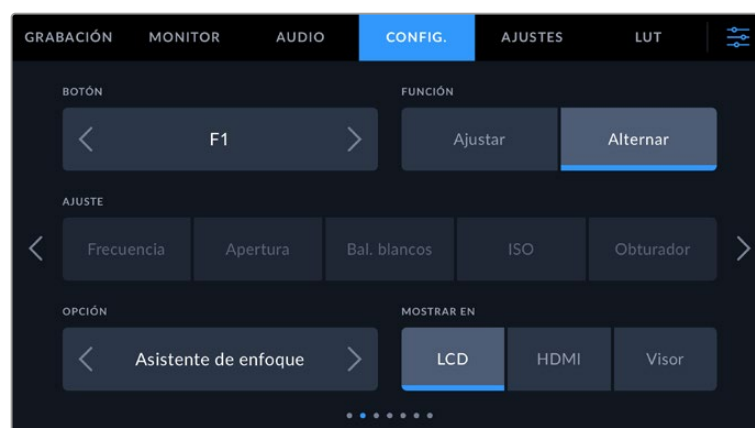 GRABACIÓN MONITOR AUDIO CONFIG. AJUSTES LUT
BOTÓN FUNCIÓN
F1 Ajustar Alternar
AJUSTE
Frecuencia Apertura Bal. blancos ISO Obturador
OPCIÓN MOSTRAR EN
Asistente de enfoque LCD HDMI Visor